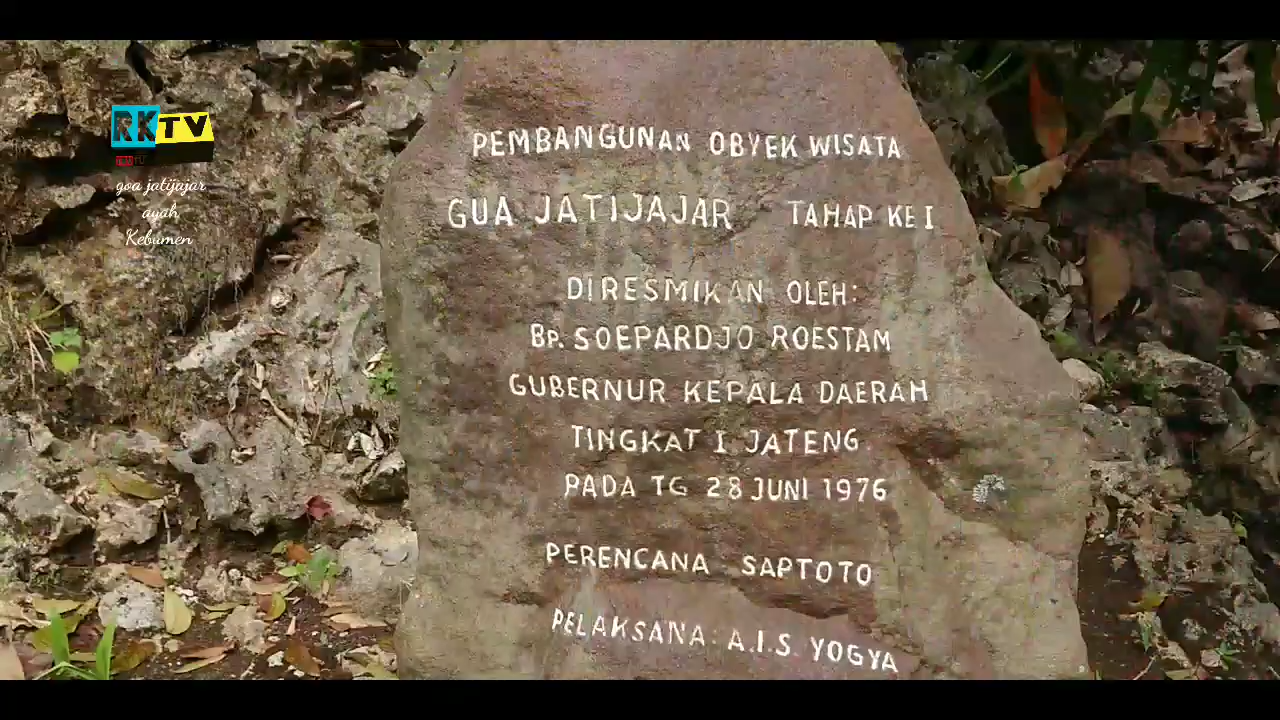 RKTV
goa jatijajar
ayah
Kebumen
PEMBANGUNAN OBYEK WISATA
GUA JATIJAJAR TAHAP KE I
DIRESMIKAN OLEH:
BP. SOEPARDJO ROESTAM
GUBERNUR KEPALA DAERAH
TINGKAT I JATENG
PADA TG 28 JUNI 1976
PERENCANA : SAPTOTO
PELAKSANA: A.I.S. YOGYA